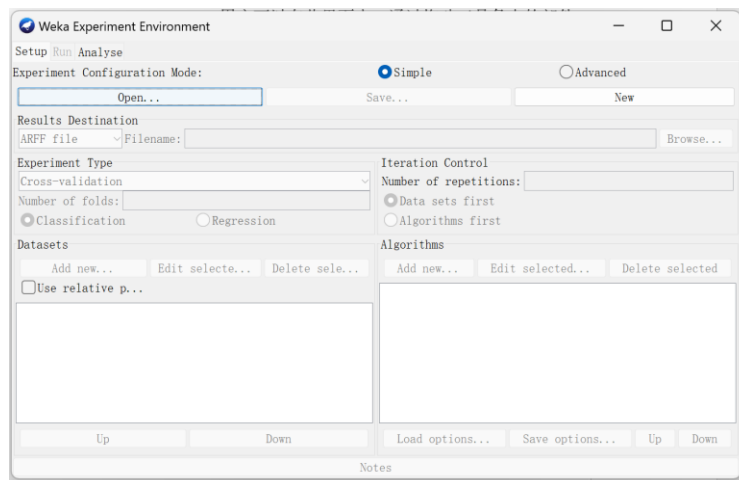 Weka Experiment Environment
Setup Run Analyse
Experiment Configuration Mode: Simple Advanced
Open... Save... New
Results Destination
ARFF file Filename: Browse...
Experiment Type Iteration Control
Cross-validation Number of repetitions:
Number of folds: Data sets first
Classification Regression Algorithms first
Datasets Algorithms
Add new... Edit selecte... Delete sele... Add new... Edit selected... Delete selected
Use relative p...
Up Down Load options... Save options... Up Down
Notes